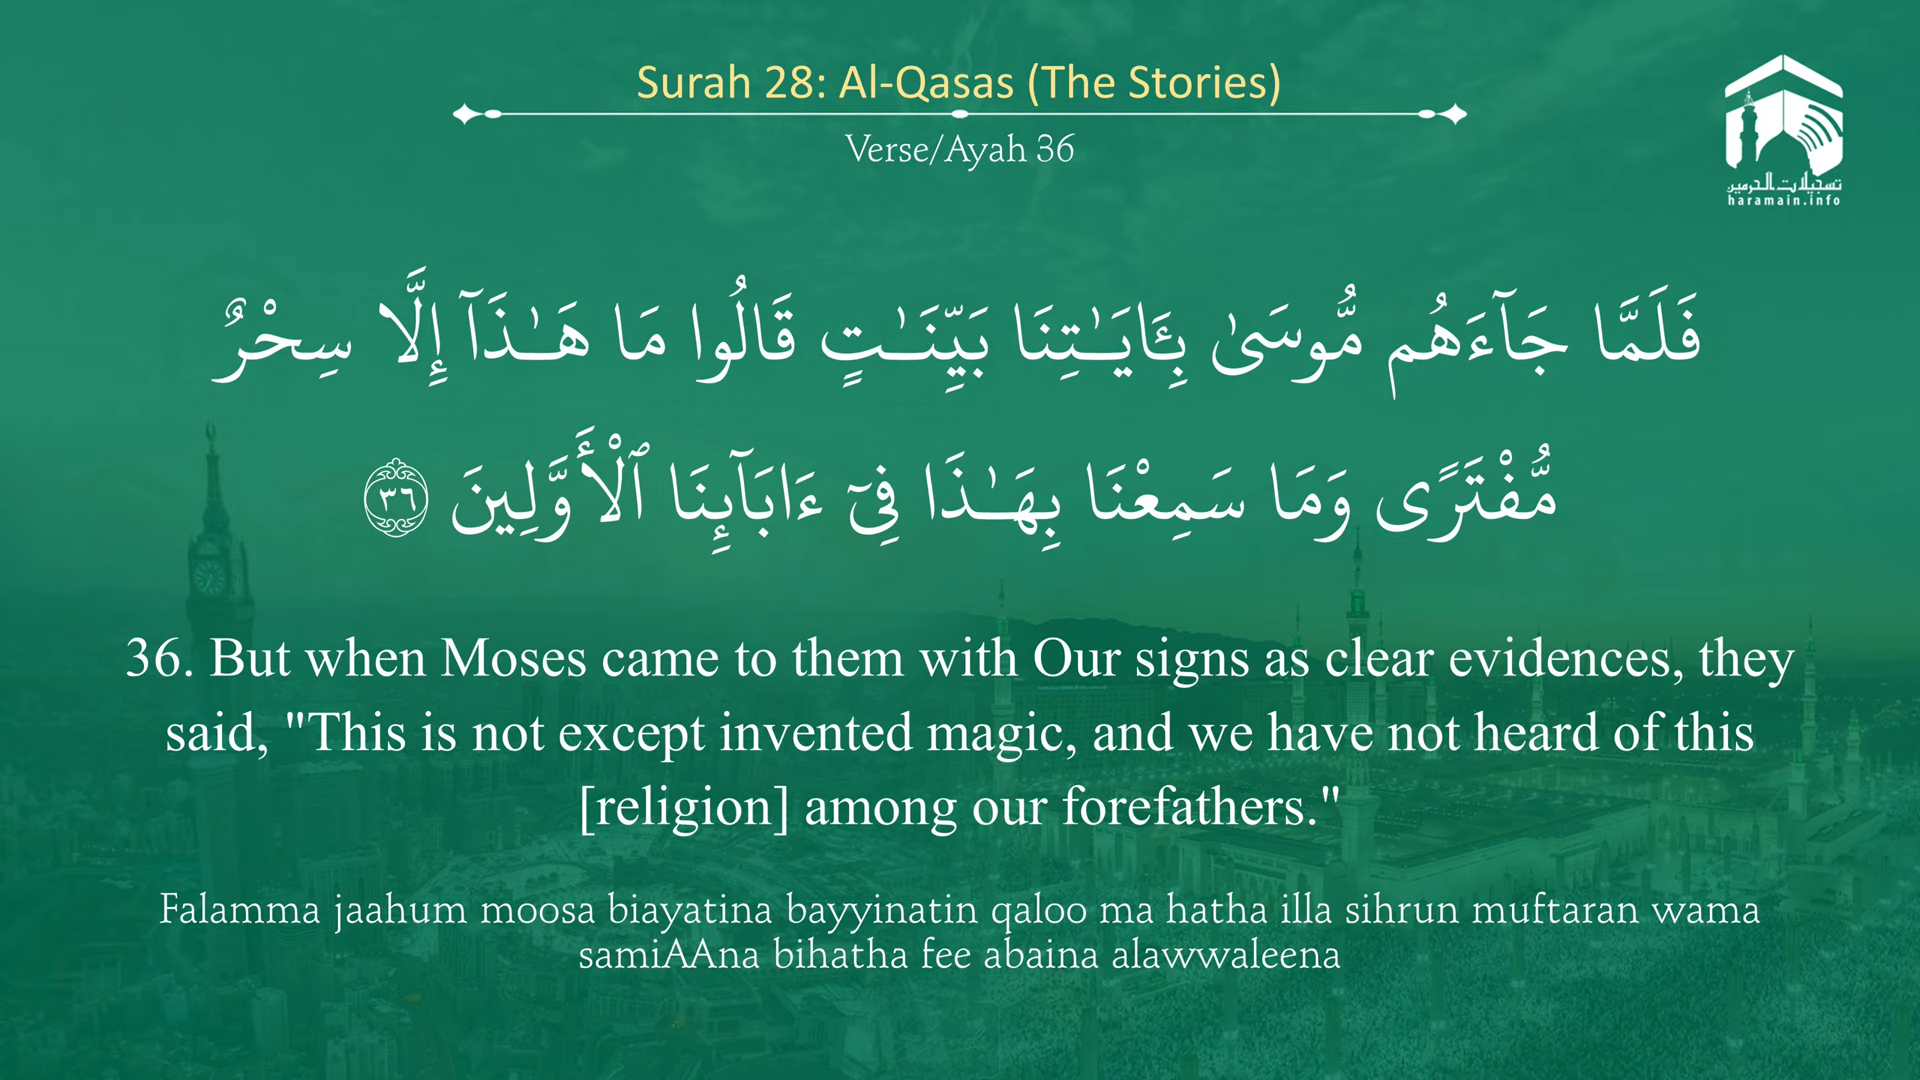 Surah 28: Al-Qasas (The Stories)
Verse/Ayah 36
تسجيلات الحرمين
haramain.info
فَلَمَّا جَآءَهُم مُّوسَىٰ بِـَٔايَـٰتِنَا بَيِّنَـٰتٍ قَالُوا مَا هَـٰذَآ إِلَّا سِحْرٌ
مُّفْتَرًى وَمَا سَمِعْنَا بِهَـٰذَا فِىٓ ءَابَآئِنَا ٱلْأَوَّلِينَ ٣٦
36. But when Moses came to them with Our signs as clear evidences, they
said, "This is not except invented magic, and we have not heard of this
[religion] among our forefathers."
Falamma jaahum moosa biayatina bayyinatin qaloo ma hatha illa sihrun muftaran wama
samiAAna bihatha fee abaina alawwaleena